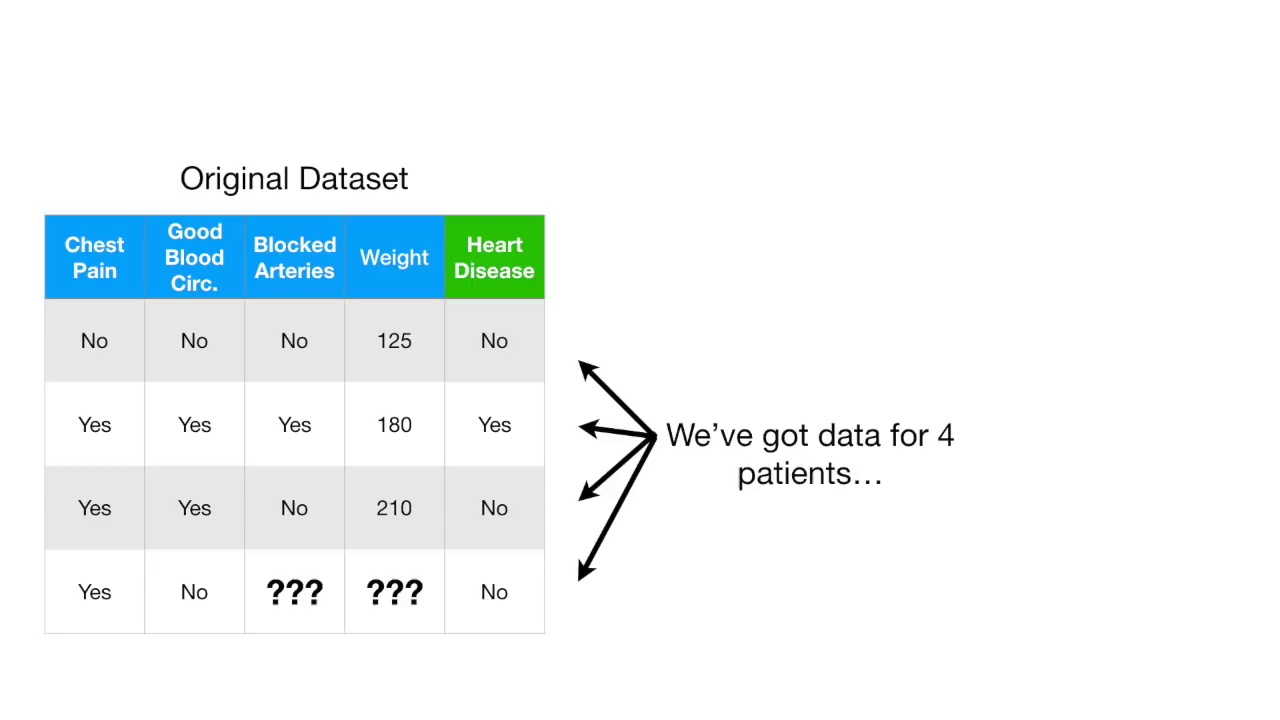 Original Dataset
Chest Pain Good Blood Circ. Blocked Arteries Weight Heart Disease
No No No 125 No
Yes Yes Yes 180 Yes
Yes Yes No 210 No
Yes No ??? ??? No
We’ve got data for 4
patients…